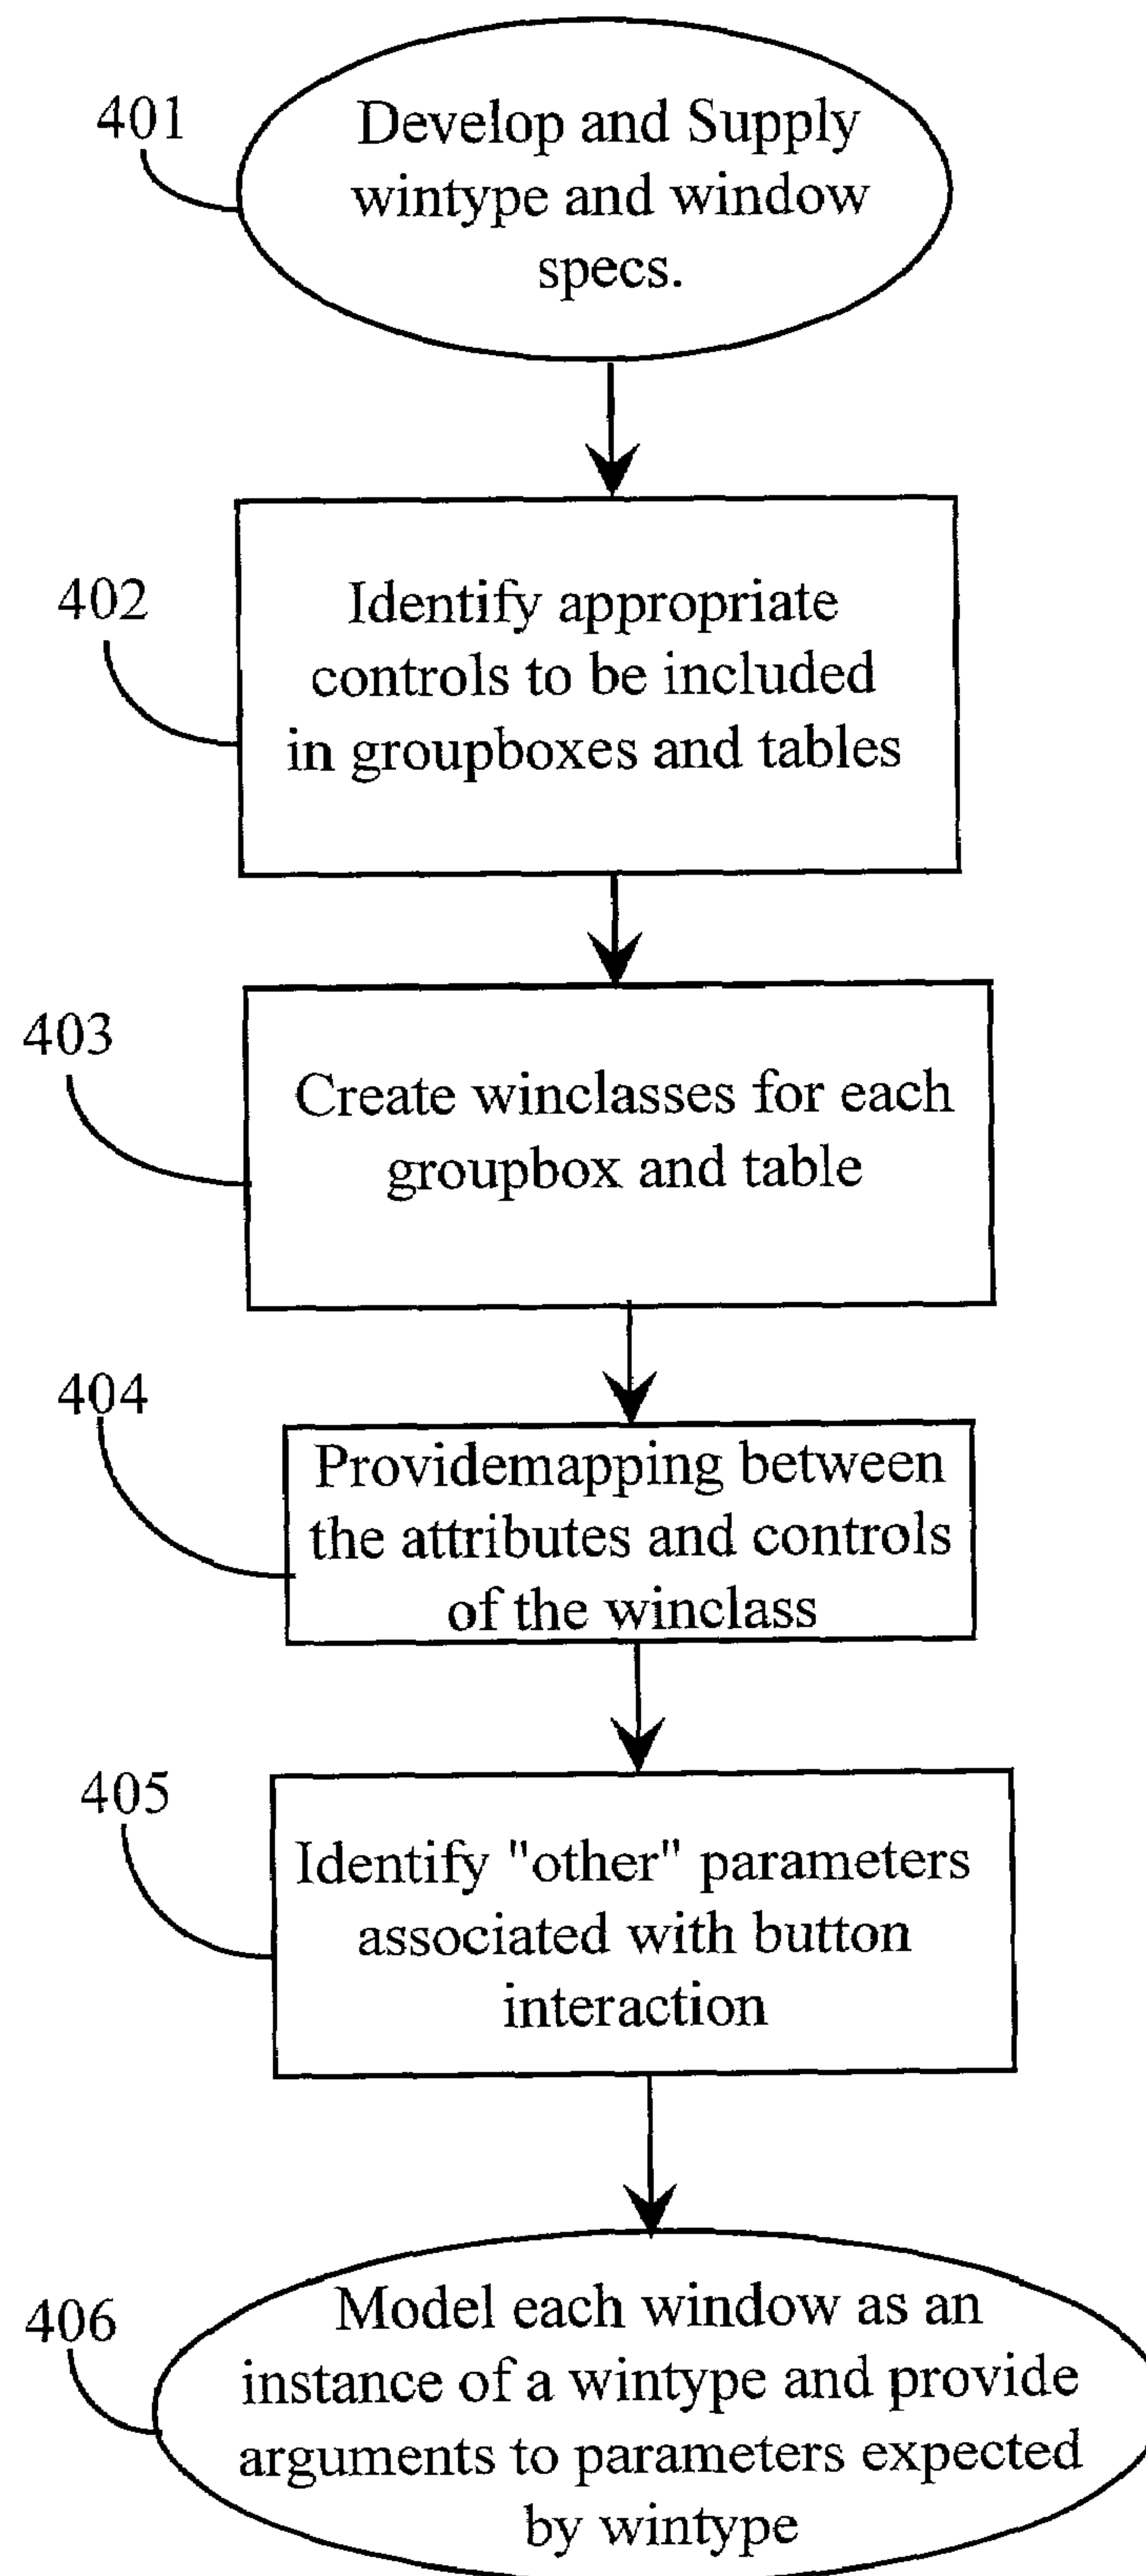 401
Develop and Supply
wintype and window
specs.
402
Identify appropriate
controls to be included
in groupboxes and tables
403
Create winclasses for each
groupbox and table
404
Providemapping between
the attributes and controls
of the winclass
405
Identify "other" parameters
associated with button
interaction
406
Model each window as an
instance of a wintype and provide
arguments to parameters expected
by wintype